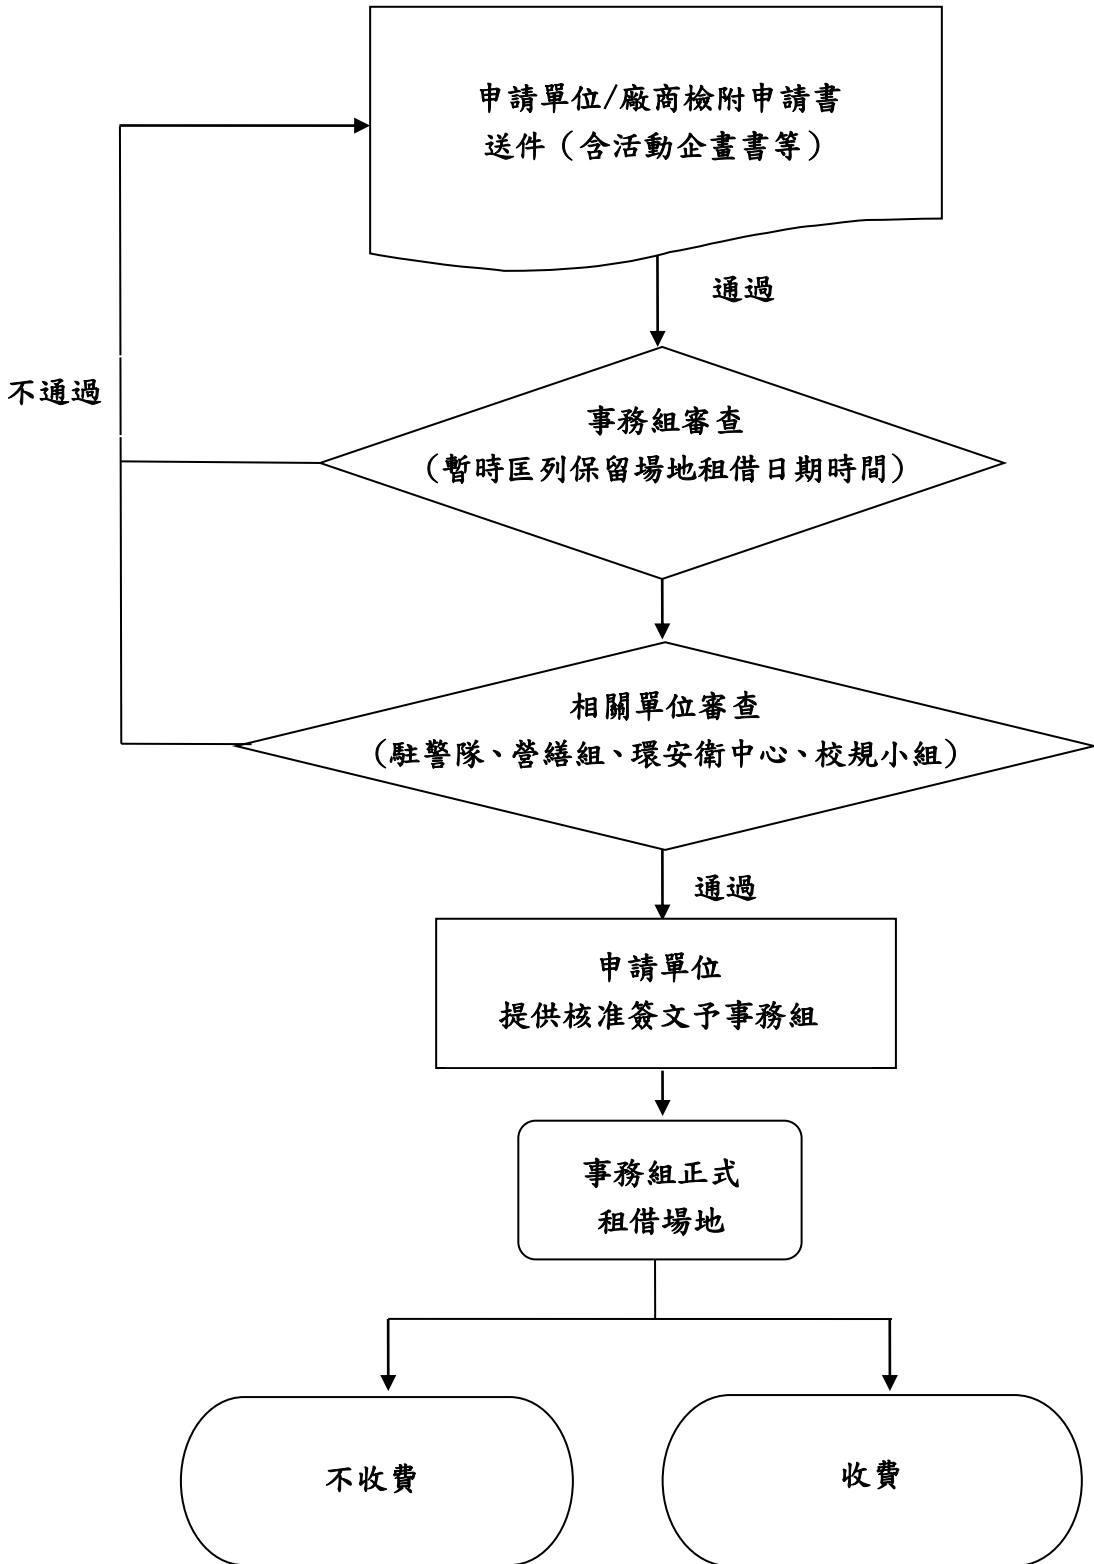 申請單位/廠商檢附申請書
送件（含活動企畫書等）
通過
不通過
事務組審查
（暫時匡列保留場地租借日期時間）
相關單位審查
（駐警隊、營繕組、環安衛中心、校規小組）
通過
申請單位
提供核准簽文予事務組
事務組正式
租借場地
不收費
收費